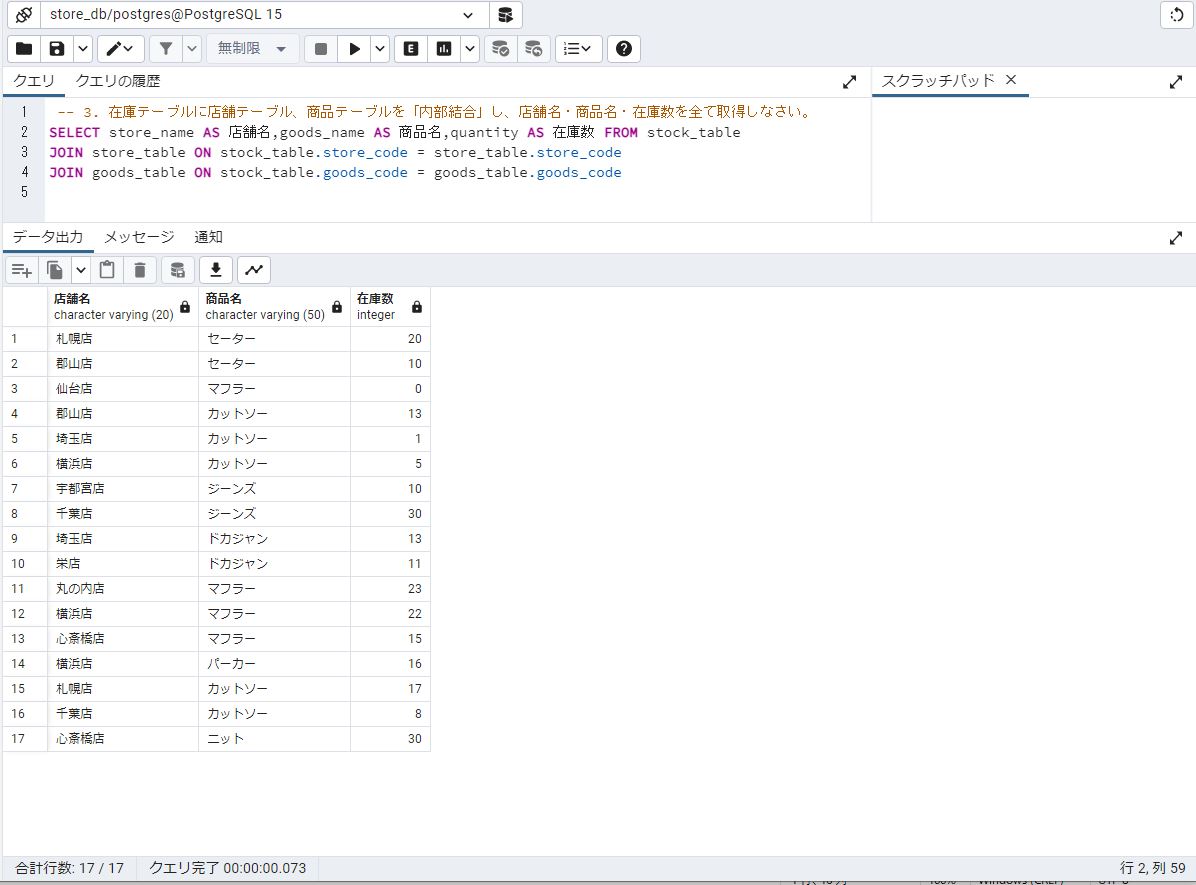 store_db/postgres@PostgreSQL 15
無制限
クエリ クエリの履歴
スクラッチパッド ×
1 -- 3. 在庫テーブルに店舗テーブル、商品テーブルを「内部結合」し、店舗名・商品名・在庫数を全て取得しなさい。
2 SELECT store_name AS 店舗名,goods_name AS 商品名,quantity AS 在庫数 FROM stock_table
3 JOIN store_table ON stock_table.store_code = store_table.store_code
4 JOIN goods_table ON stock_table.goods_code = goods_table.goods_code
5
データ出力 メッセージ 通知
店舗名 商品名 在庫数
character varying (20) character varying (50) integer
1 札幌店 セーター 20
2 郡山店 セーター 10
3 仙台店 マフラー 0
4 郡山店 カットソー 13
5 埼玉店 カットソー 1
6 横浜店 カットソー 5
7 宇都宮店 ジーンズ 10
8 千葉店 ジーンズ 30
9 埼玉店 ドカジャン 13
10 栄店 ドカジャン 11
11 丸の内店 マフラー 23
12 横浜店 マフラー 22
13 心斎橋店 マフラー 15
14 横浜店 パーカー 16
15 札幌店 カットソー 17
16 千葉店 カットソー 8
17 心斎橋店 ニット 30
合計行数: 17 / 17 クエリ完了 00:00:00.073 行 2, 列 59